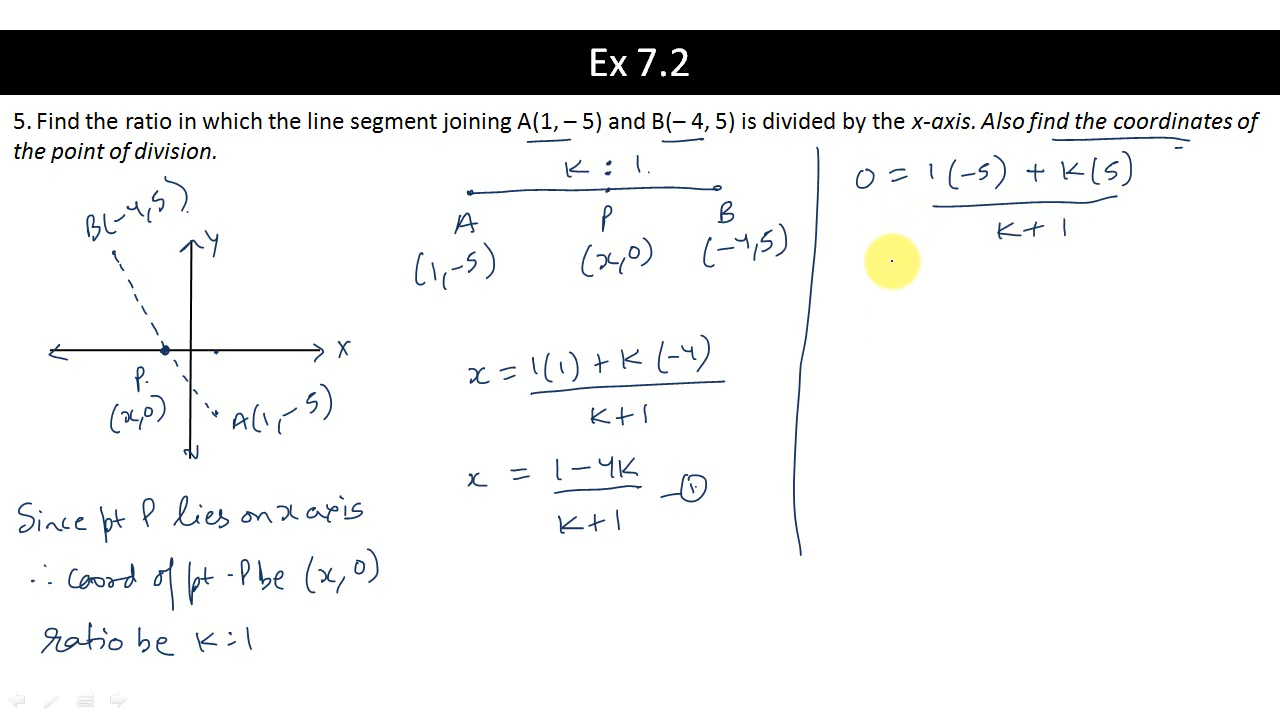 Ex 7.2
5. Find the ratio in which the line segment joining A(1, – 5) and B(– 4, 5) is divided by the x-axis. Also find the coordinates of
the point of division.
B(-4,5)
Y
X
P.
(x,0)
A(1,-5)
Since pt P lies on x axis
∴ coord of pt -P be (x,0)
ratio be K:1
K : 1.
A P B
(1,-5) (x,0) (-4,5)
x = 1(1) + K(-4)
K+1
x = 1-4K —①
K+1
0 = 1(-5) + K(5)
K+1